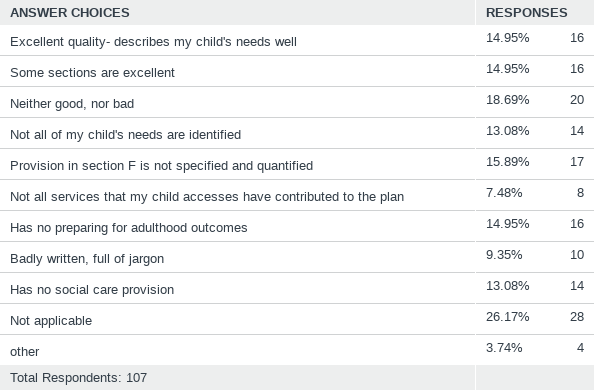 ANSWER CHOICES RESPONSES
Excellent quality- describes my child's needs well 14.95% 16
Some sections are excellent 14.95% 16
Neither good, nor bad 18.69% 20
Not all of my child's needs are identified 13.08% 14
Provision in section F is not specified and quantified 15.89% 17
Not all services that my child accesses have contributed to the plan 7.48% 8
Has no preparing for adulthood outcomes 14.95% 16
Badly written, full of jargon 9.35% 10
Has no social care provision 13.08% 14
Not applicable 26.17% 28
other 3.74% 4
Total Respondents: 107